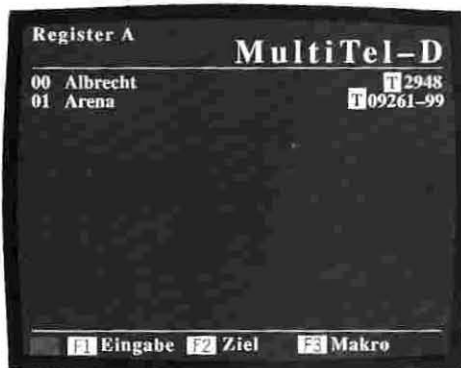 Register A
MultiTel–D
00 Albrecht T 2948
01 Arena T 09261–99
F1 Eingabe F2 Ziel F3 Makro